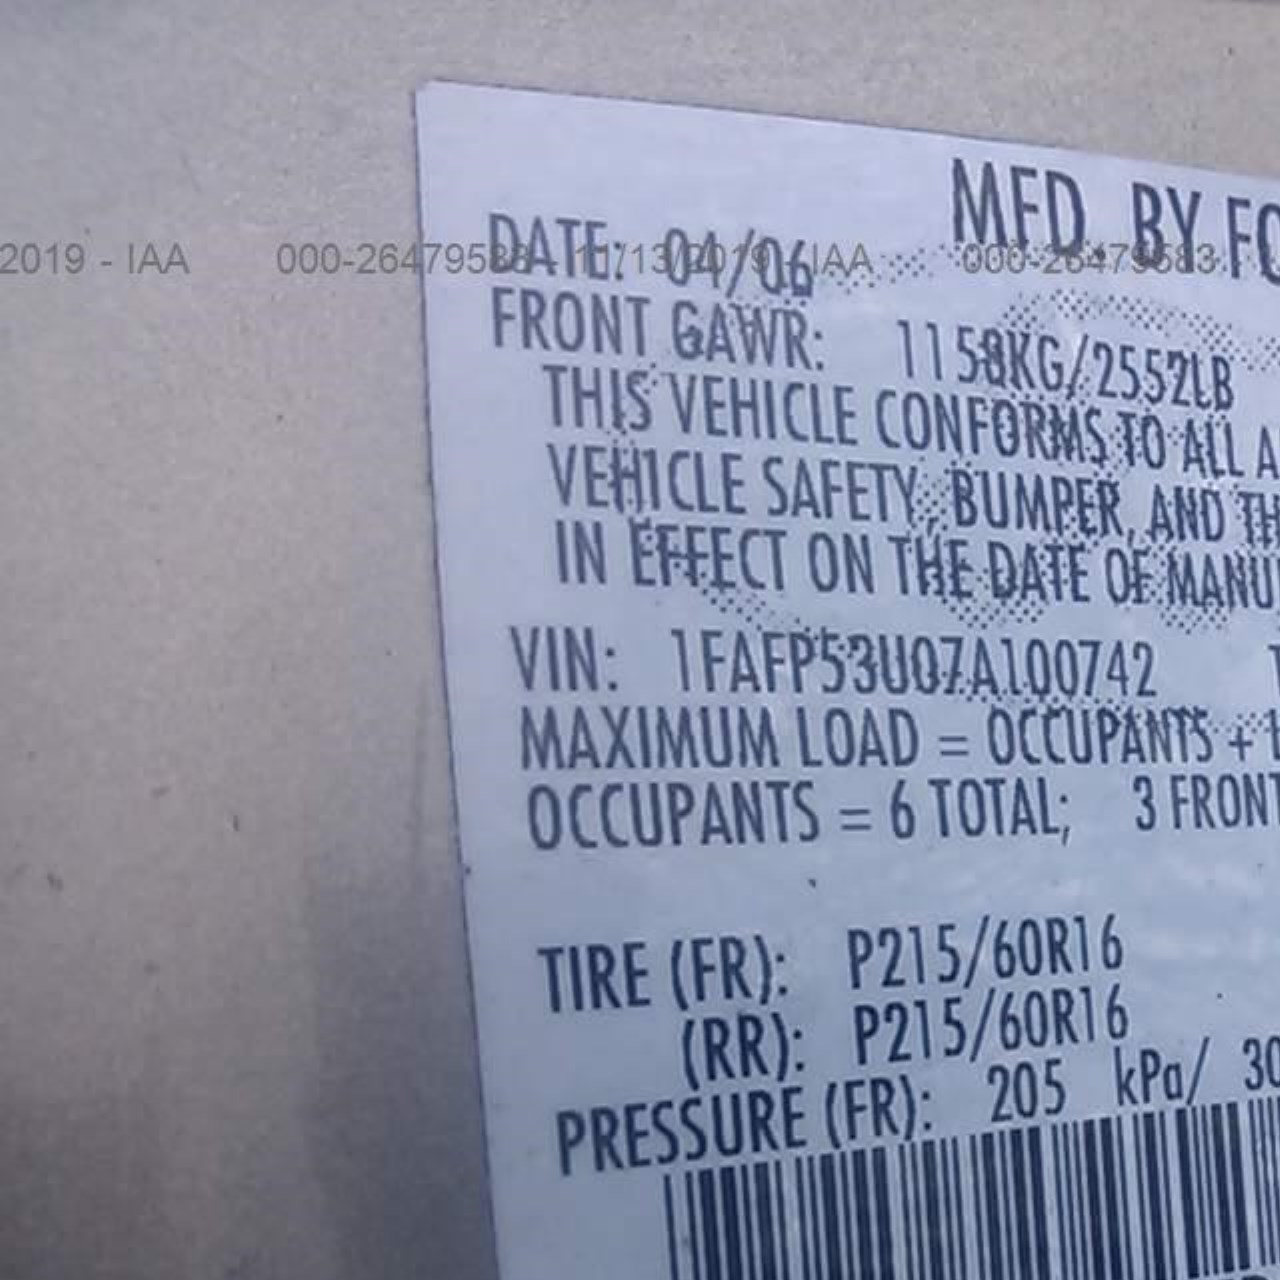 MFD. BY FO
DATE: 04/06
2019 - IAA 000-26479583 - 11/13/2019 - IAA 000-26479583
FRONT GAWR: 1158KG/2552LB
THIS VEHICLE CONFORMS TO ALL A
VEHICLE SAFETY, BUMPER, AND TH
IN EFFECT ON THE DATE OF MANU
VIN: 1FAFP53U07A100742 T
MAXIMUM LOAD = OCCUPANTS + L
OCCUPANTS = 6 TOTAL; 3 FRONT
TIRE (FR): P215/60R16
(RR): P215/60R16
PRESSURE (FR): 205 kPa/ 30